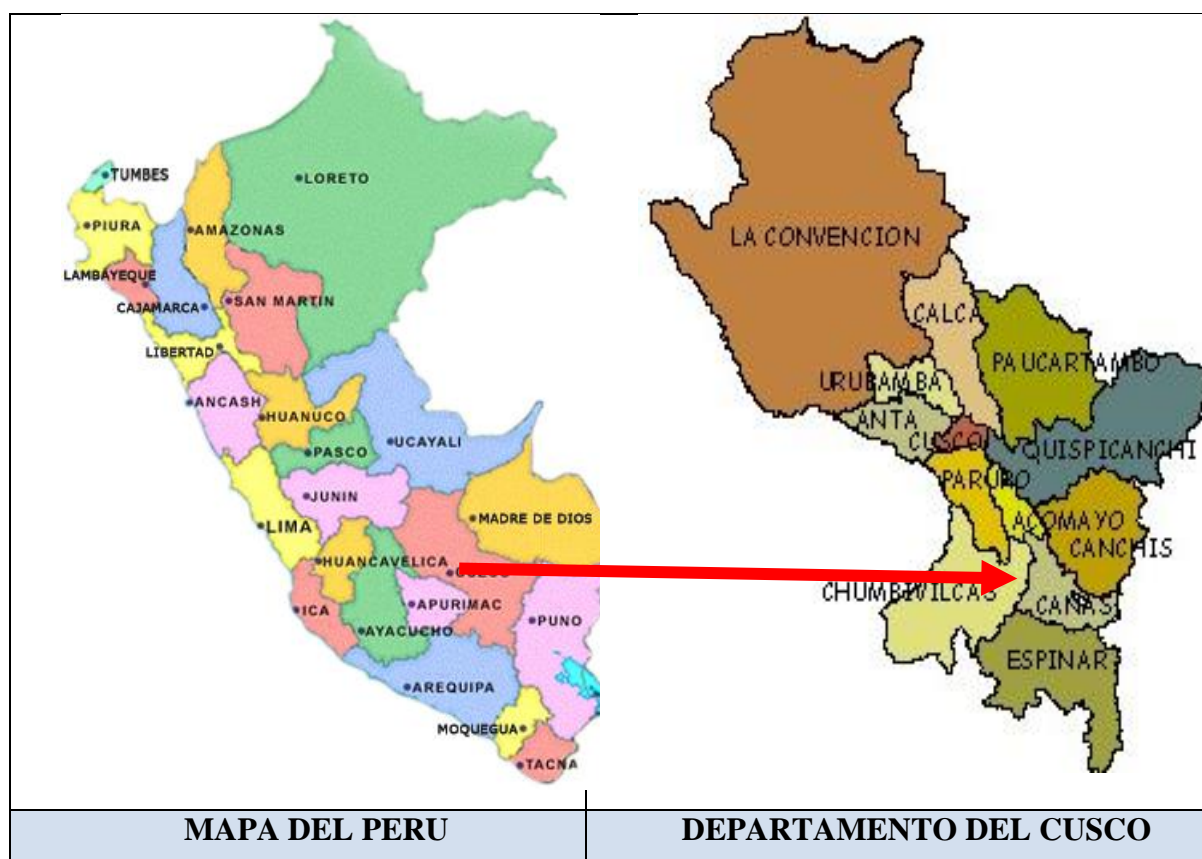 TUMBES
LORETO
PIURA
AMAZONAS
LAMBAYEQUE
SAN MARTIN
CAJAMARCA
LIBERTAD
ANCASH
HUANUCO
UCAYALI
PASCO
JUNIN
MADRE DE DIOS
LIMA
HUANCAVELICA
ICA
APURIMAC
PUNO
AYACUCHO
AREQUIPA
MOQUEGUA
TACNA
LA CONVENCION
CALCA
PAUCARTAMBO
URUBAMBA
ANTA
CUSCO
QUISPICANCHI
PARURO
ACOMAYO
CANCHIS
CHUMBIVILCAS
CANAS
ESPINAR
MAPA DEL PERU
DEPARTAMENTO DEL CUSCO